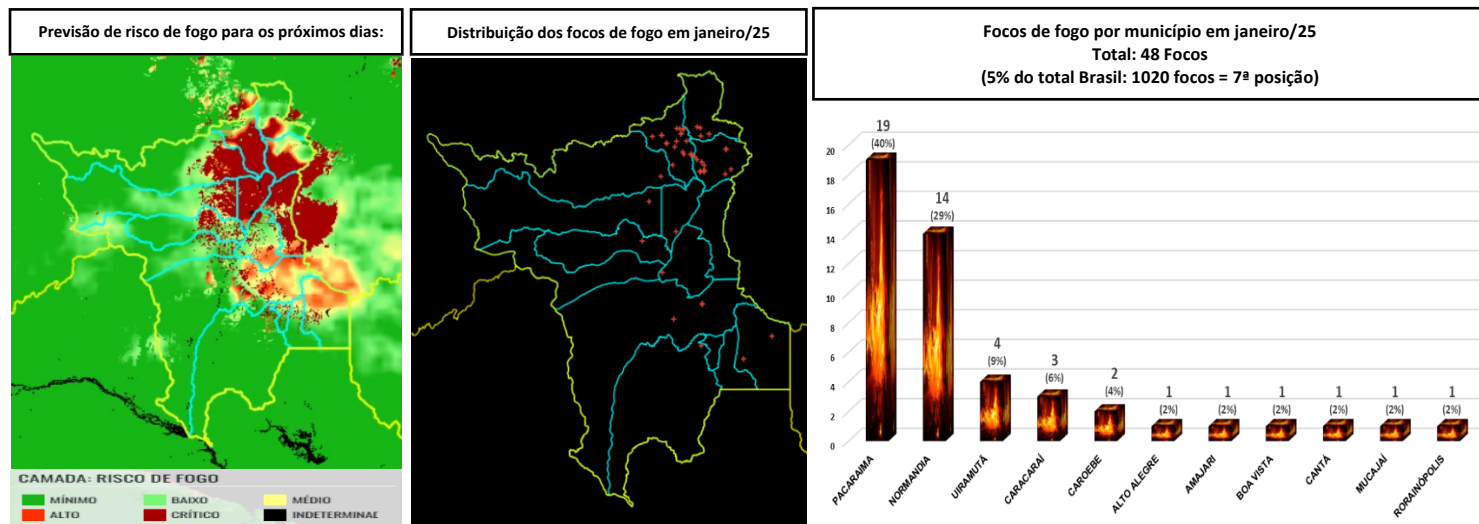 Previsão de risco de fogo para os próximos dias:
CAMADA: RISCO DE FOGO
MÍNIMO
BAIXO
MÉDIO
ALTO
CRÍTICO
INDETERMINAD
Distribuição dos focos de fogo em janeiro/25
Focos de fogo por município em janeiro/25
Total: 48 Focos
(5% do total Brasil: 1020 focos = 7ª posição)
20
18
16
14
12
10
8
6
4
2
0
19
(40%)
14
(29%)
4
(9%)
3
(6%)
2
(4%)
1
(2%)
1
(2%)
1
(2%)
1
(2%)
1
(2%)
1
(2%)
PACARAIMA
NORMANDIA
UIRAMUTÃ
CARACARAÍ
CAROEBE
ALTO ALEGRE
AMAJARI
BOA VISTA
CANTÁ
MUCAJAÍ
RORAINÓPOLIS